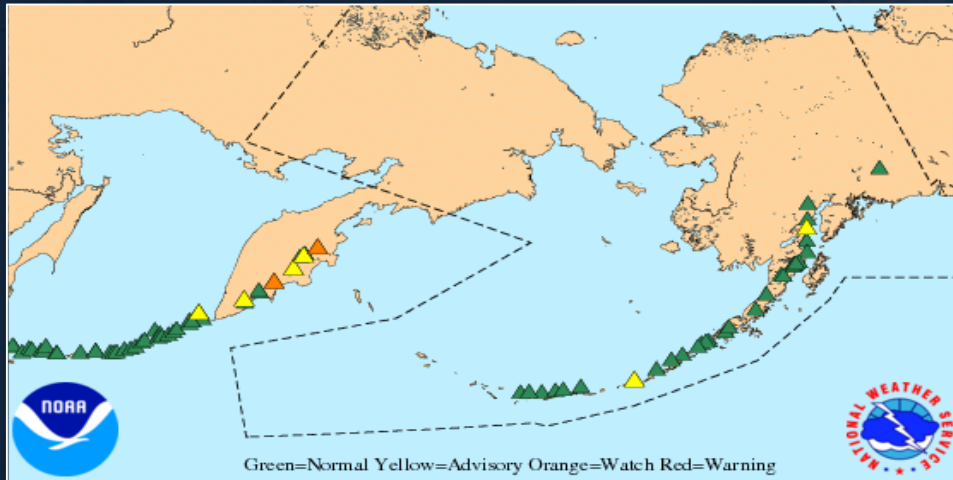 NOAA
NATIONAL WEATHER SERVICE
Green=Normal Yellow=Advisory Orange=Watch Red=Warning